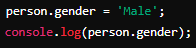 person.gender = 'Male';
console.log(person.gender);